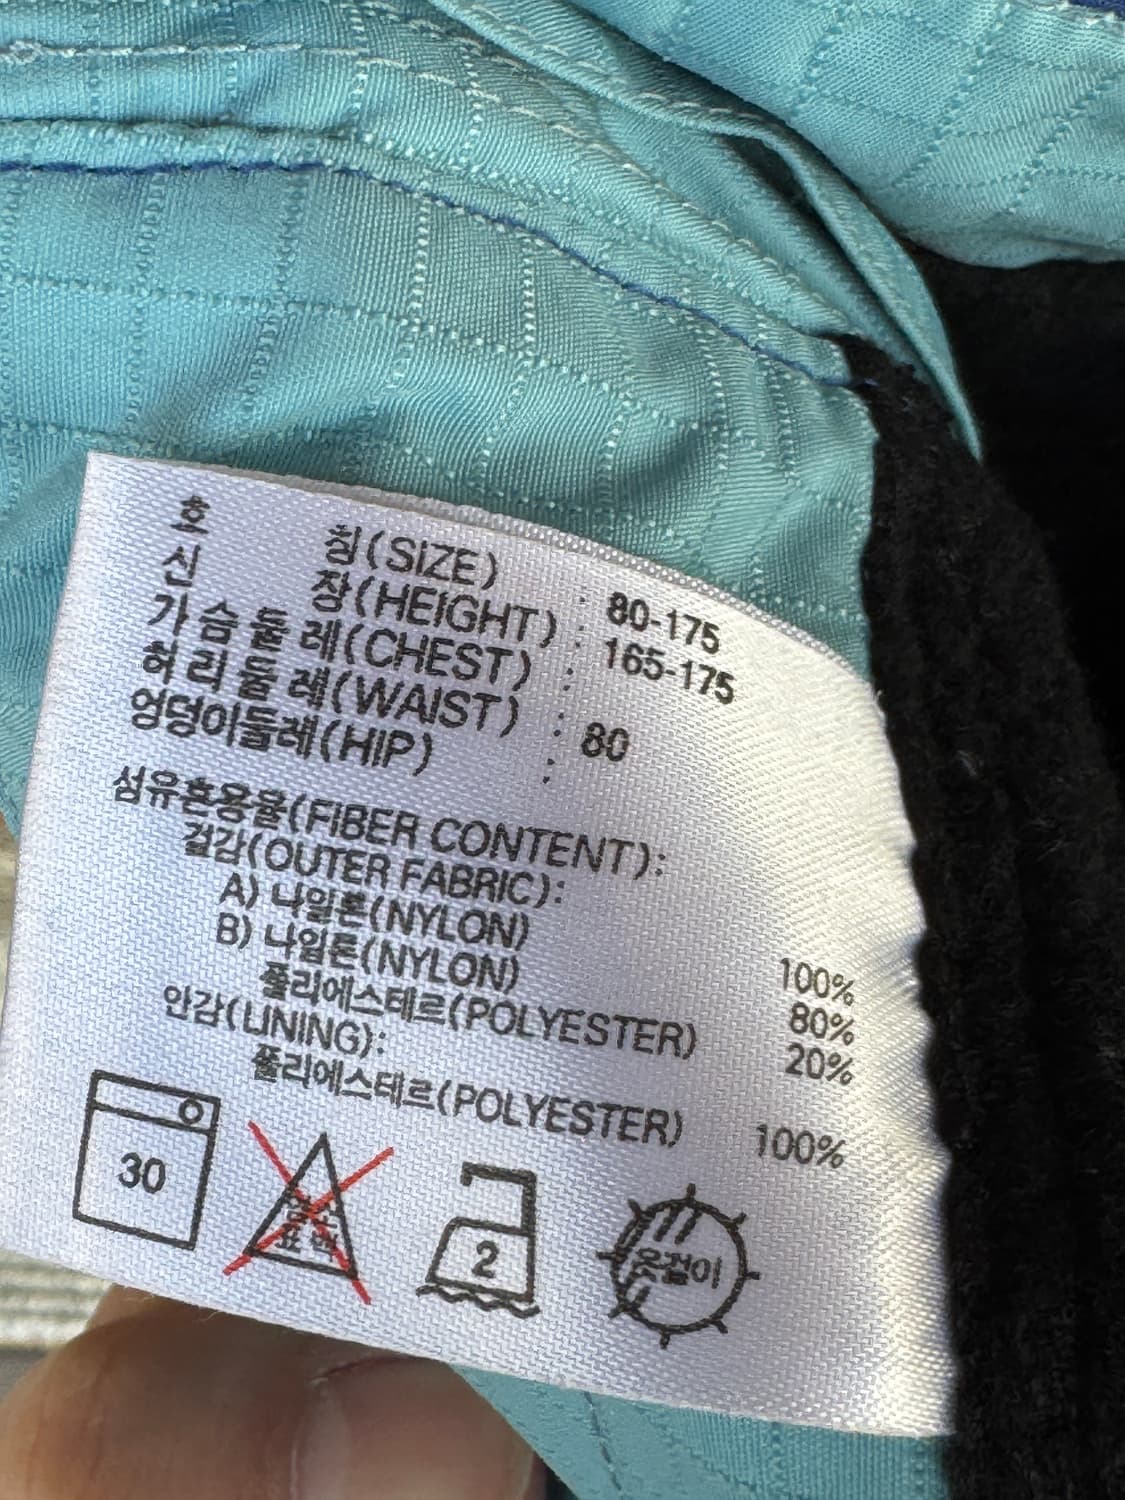 호 칭(SIZE) : 80-175
신 장(HEIGHT) : 165-175
가 슴 둘 레(CHEST) :
허 리 둘 레(WAIST) : 80
엉덩이둘레(HIP) :
섬유혼용율(FIBER CONTENT):
겉감(OUTER FABRIC):
A) 나일론(NYLON) 100%
B) 나일론(NYLON) 80%
폴리에스테르(POLYESTER) 20%
안감(LINING):
폴리에스테르(POLYESTER) 100%
30
2
옷걸이